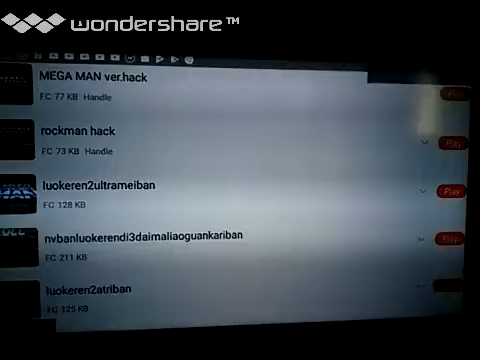 wondershare™
MEGA MAN ver.hack
FC 77 KB Handle
Play
rockman hack
FC 73 KB Handle
Play
luokeren2ultrameiban
FC 128 KB
Play
nvbanluokerendi3daimaliaoguankariban
FC 211 KB
Play
luokeren2atriban
FC 125 KB